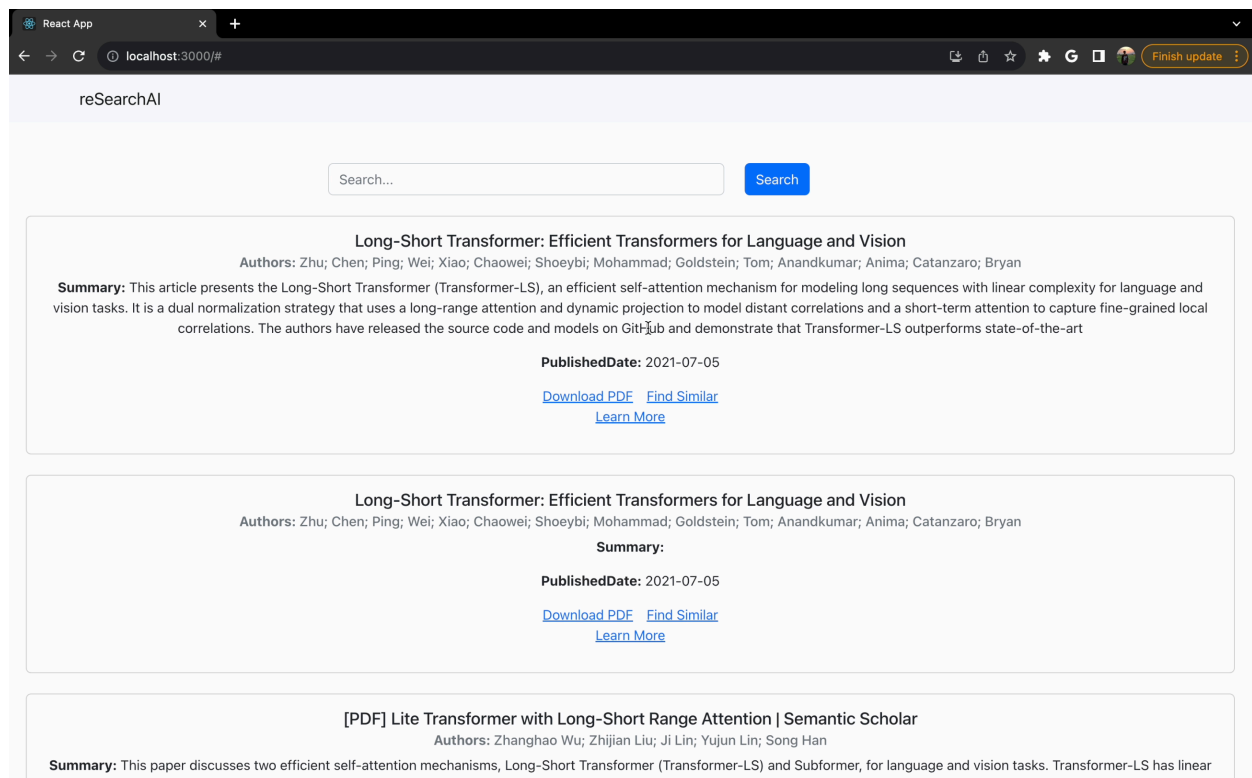 React App
localhost:3000/#
Finish update
reSearchAI
Search...
Search
Long-Short Transformer: Efficient Transformers for Language and Vision
Authors: Zhu; Chen; Ping; Wei; Xiao; Chaowei; Shoeybi; Mohammad; Goldstein; Tom; Anandkumar; Anima; Catanzaro; Bryan
Summary: This article presents the Long-Short Transformer (Transformer-LS), an efficient self-attention mechanism for modeling long sequences with linear complexity for language and
vision tasks. It is a dual normalization strategy that uses a long-range attention and dynamic projection to model distant correlations and a short-term attention to capture fine-grained local
correlations. The authors have released the source code and models on GitHub and demonstrate that Transformer-LS outperforms state-of-the-art
PublishedDate: 2021-07-05
Download PDF Find Similar
Learn More
Long-Short Transformer: Efficient Transformers for Language and Vision
Authors: Zhu; Chen; Ping; Wei; Xiao; Chaowei; Shoeybi; Mohammad; Goldstein; Tom; Anandkumar; Anima; Catanzaro; Bryan
Summary:
PublishedDate: 2021-07-05
Download PDF Find Similar
Learn More
[PDF] Lite Transformer with Long-Short Range Attention | Semantic Scholar
Authors: Zhanghao Wu; Zhijian Liu; Ji Lin; Yujun Lin; Song Han
Summary: This paper discusses two efficient self-attention mechanisms, Long-Short Transformer (Transformer-LS) and Subformer, for language and vision tasks. Transformer-LS has linear